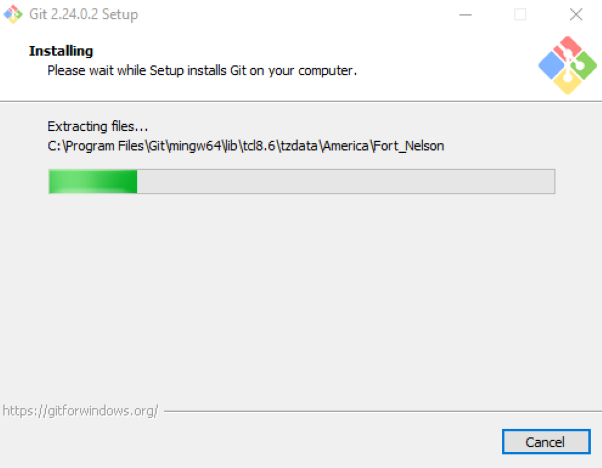 Git 2.24.0.2 Setup
Installing
Please wait while Setup installs Git on your computer.
Extracting files...
C:\Program Files\Git\mingw64\lib\tcl8.6\tzdata\America\Fort_Nelson
https://gitforwindows.org/
Cancel